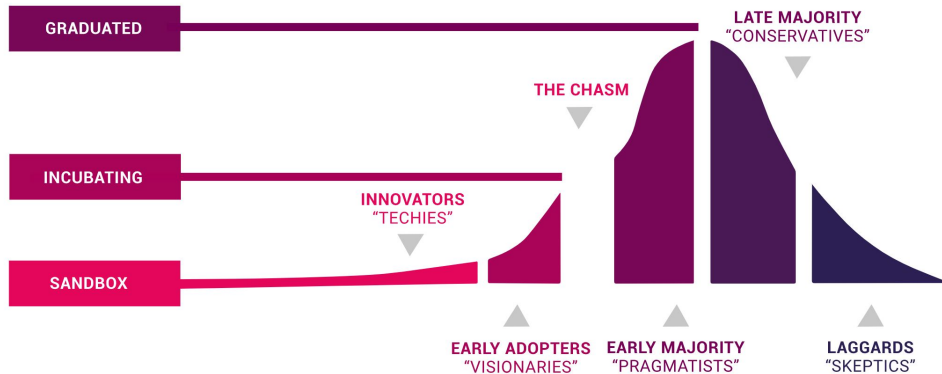 GRADUATED
LATE MAJORITY
“CONSERVATIVES”
THE CHASM
INCUBATING
INNOVATORS
“TECHIES”
SANDBOX
EARLY ADOPTERS
“VISIONARIES”
EARLY MAJORITY
“PRAGMATISTS”
LAGGARDS
“SKEPTICS”